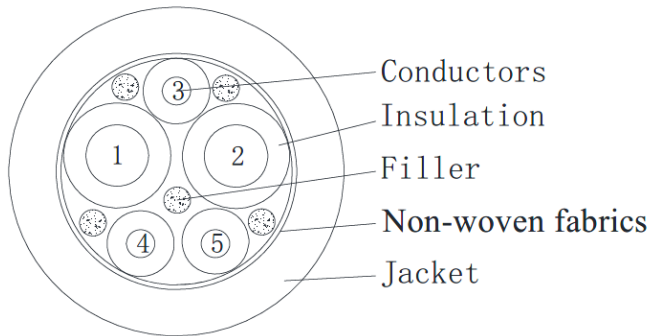 Conductors
3
Insulation
1
2
Filler
Non-woven fabrics
4
5
Jacket